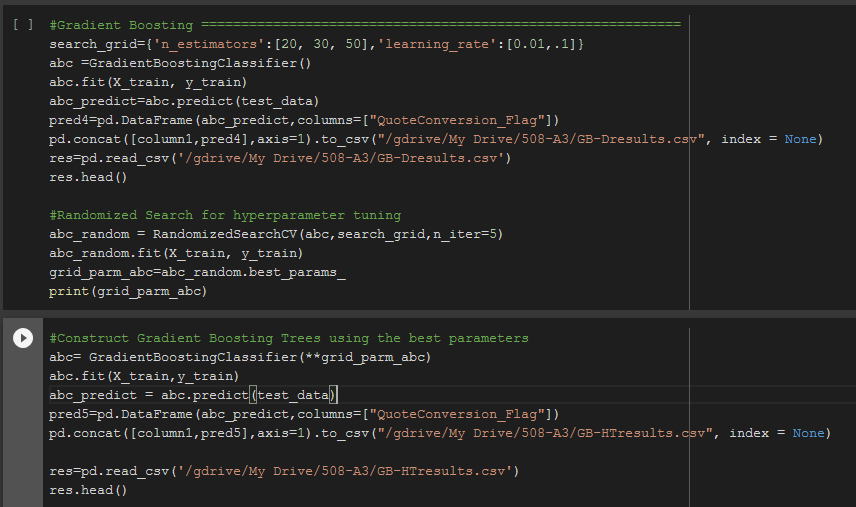 [ ] #Gradient Boosting ============================================================
search_grid={'n_estimators':[20, 30, 50],'learning_rate':[0.01,.1]}
abc =GradientBoostingClassifier()
abc.fit(X_train, y_train)
abc_predict=abc.predict(test_data)
pred4=pd.DataFrame(abc_predict,columns=["QuoteConversion_Flag"])
pd.concat([column1,pred4],axis=1).to_csv("/gdrive/My Drive/508-A3/GB-Dresults.csv", index = None)
res=pd.read_csv('/gdrive/My Drive/508-A3/GB-Dresults.csv')
res.head()
#Randomized Search for hyperparameter tuning
abc_random = RandomizedSearchCV(abc,search_grid,n_iter=5)
abc_random.fit(X_train, y_train)
grid_parm_abc=abc_random.best_params_
print(grid_parm_abc)
#Construct Gradient Boosting Trees using the best parameters
abc= GradientBoostingClassifier(**grid_parm_abc)
abc.fit(X_train,y_train)
abc_predict = abc.predict(test_data)
pred5=pd.DataFrame(abc_predict,columns=["QuoteConversion_Flag"])
pd.concat([column1,pred5],axis=1).to_csv("/gdrive/My Drive/508-A3/GB-HTresults.csv", index = None)
res=pd.read_csv('/gdrive/My Drive/508-A3/GB-HTresults.csv')
res.head()